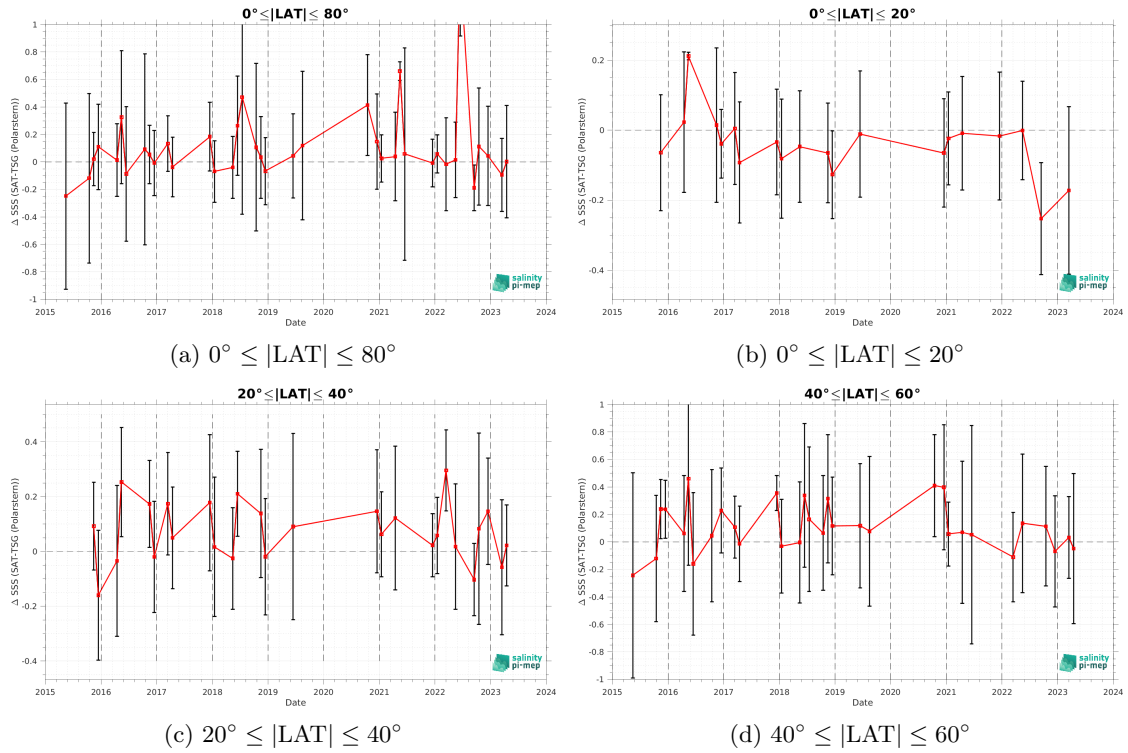 0°≤|LAT|≤ 80°
Δ SSS (SAT-TSG (Polarstern))
1
0.8
0.6
0.4
0.2
0
-0.2
-0.4
-0.6
-0.8
-1
2015 2016 2017 2018 2019 2020 2021 2022 2023 2024
Date
salinity
pi-mep
(a) 0° ≤ |LAT| ≤ 80°
0°≤|LAT|≤ 20°
Δ SSS (SAT-TSG (Polarstern))
0.2
0
-0.2
-0.4
2015 2016 2017 2018 2019 2020 2021 2022 2023 2024
Date
salinity
pi-mep
(b) 0° ≤ |LAT| ≤ 20°
20°≤|LAT|≤ 40°
Δ SSS (SAT-TSG (Polarstern))
0.4
0.2
0
-0.2
-0.4
2015 2016 2017 2018 2019 2020 2021 2022 2023 2024
Date
salinity
pi-mep
(c) 20° ≤ |LAT| ≤ 40°
40°≤|LAT|≤ 60°
Δ SSS (SAT-TSG (Polarstern))
1
0.8
0.6
0.4
0.2
0
-0.2
-0.4
-0.6
-0.8
-1
2015 2016 2017 2018 2019 2020 2021 2022 2023 2024
Date
salinity
pi-mep
(d) 40° ≤ |LAT| ≤ 60°